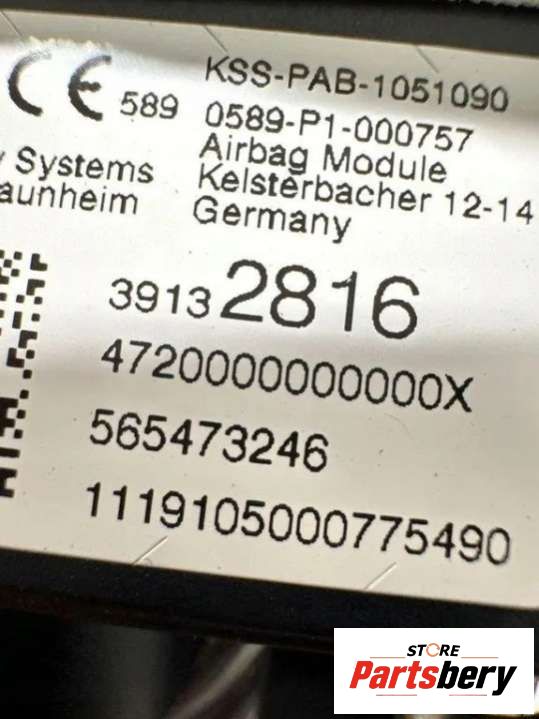 KSS-PAB-1051090
CE 589 0589-P1-000757
Airbag Module
Systems Kelsterbacher 12-14
aunheim Germany
39132816
4720000000000X
565473246
1119105000775490
STORE
Partsbery